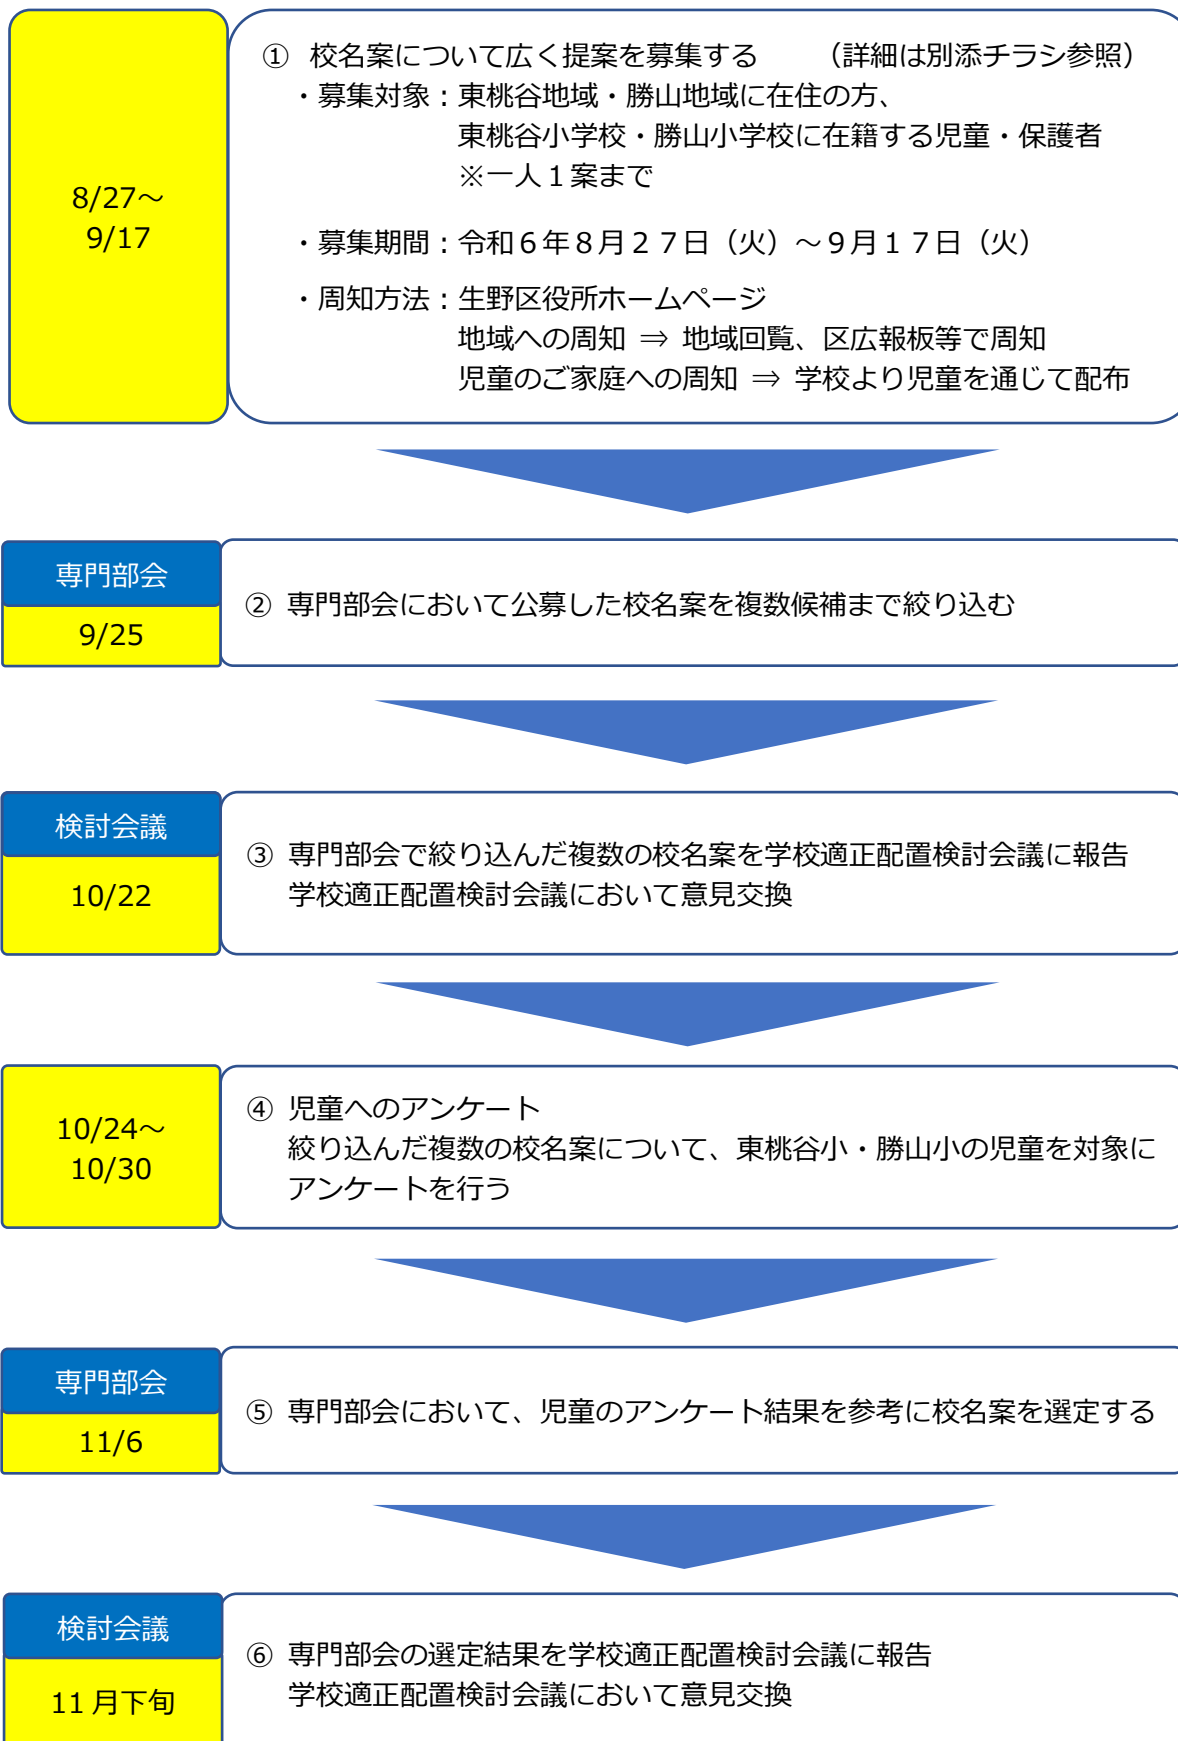 8/27～
9/17
① 校名案について広く提案を募集する （詳細は別添チラシ参照）
・募集対象：東桃谷地域・勝山地域に在住の方、
東桃谷小学校・勝山小学校に在籍する児童・保護者
※一人１案まで
・募集期間：令和６年８月２７日（火）～９月１７日（火）
・周知方法：生野区役所ホームページ
地域への周知 ⇒ 地域回覧、区広報板等で周知
児童のご家庭への周知 ⇒ 学校より児童を通じて配布
専門部会
9/25
② 専門部会において公募した校名案を複数候補まで絞り込む
検討会議
10/22
③ 専門部会で絞り込んだ複数の校名案を学校適正配置検討会議に報告
学校適正配置検討会議において意見交換
10/24～
10/30
④ 児童へのアンケート
絞り込んだ複数の校名案について、東桃谷小・勝山小の児童を対象に
アンケートを行う
専門部会
11/6
⑤ 専門部会において、児童のアンケート結果を参考に校名案を選定する
検討会議
11月下旬
⑥ 専門部会の選定結果を学校適正配置検討会議に報告
学校適正配置検討会議において意見交換